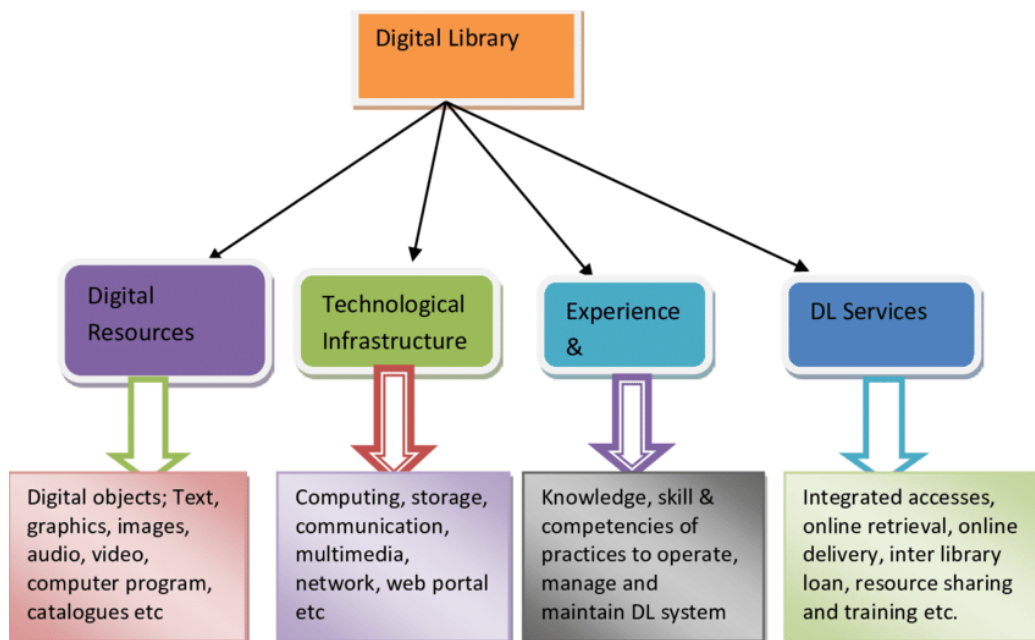 Digital Library
Digital
Resources
Technological
Infrastructure
Experience
&
DL Services
Digital objects; Text,
graphics, images,
audio, video,
computer program,
catalogues etc
Computing, storage,
communication,
multimedia,
network, web portal
etc
Knowledge, skill &
competencies of
practices to operate,
manage and
maintain DL system
Integrated accesses,
online retrieval, online
delivery, inter library
loan, resource sharing
and training etc.